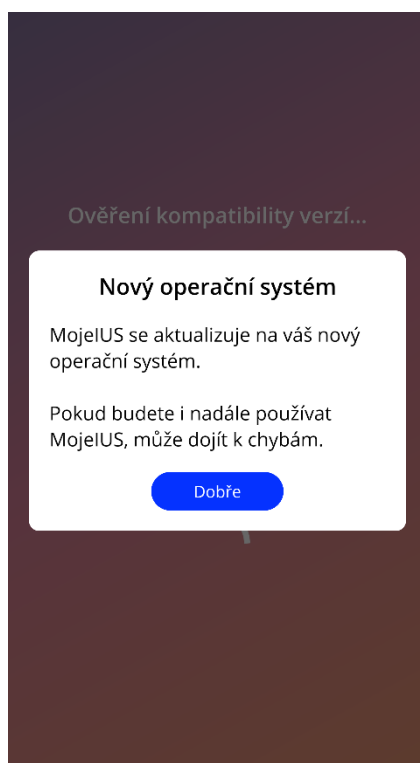 Ověření kompatibility verzí...
Nový operační systém
MojeIUS se aktualizuje na váš nový
operační systém.
Pokud budete i nadále používat
MojeIUS, může dojít k chybám.
Dobře